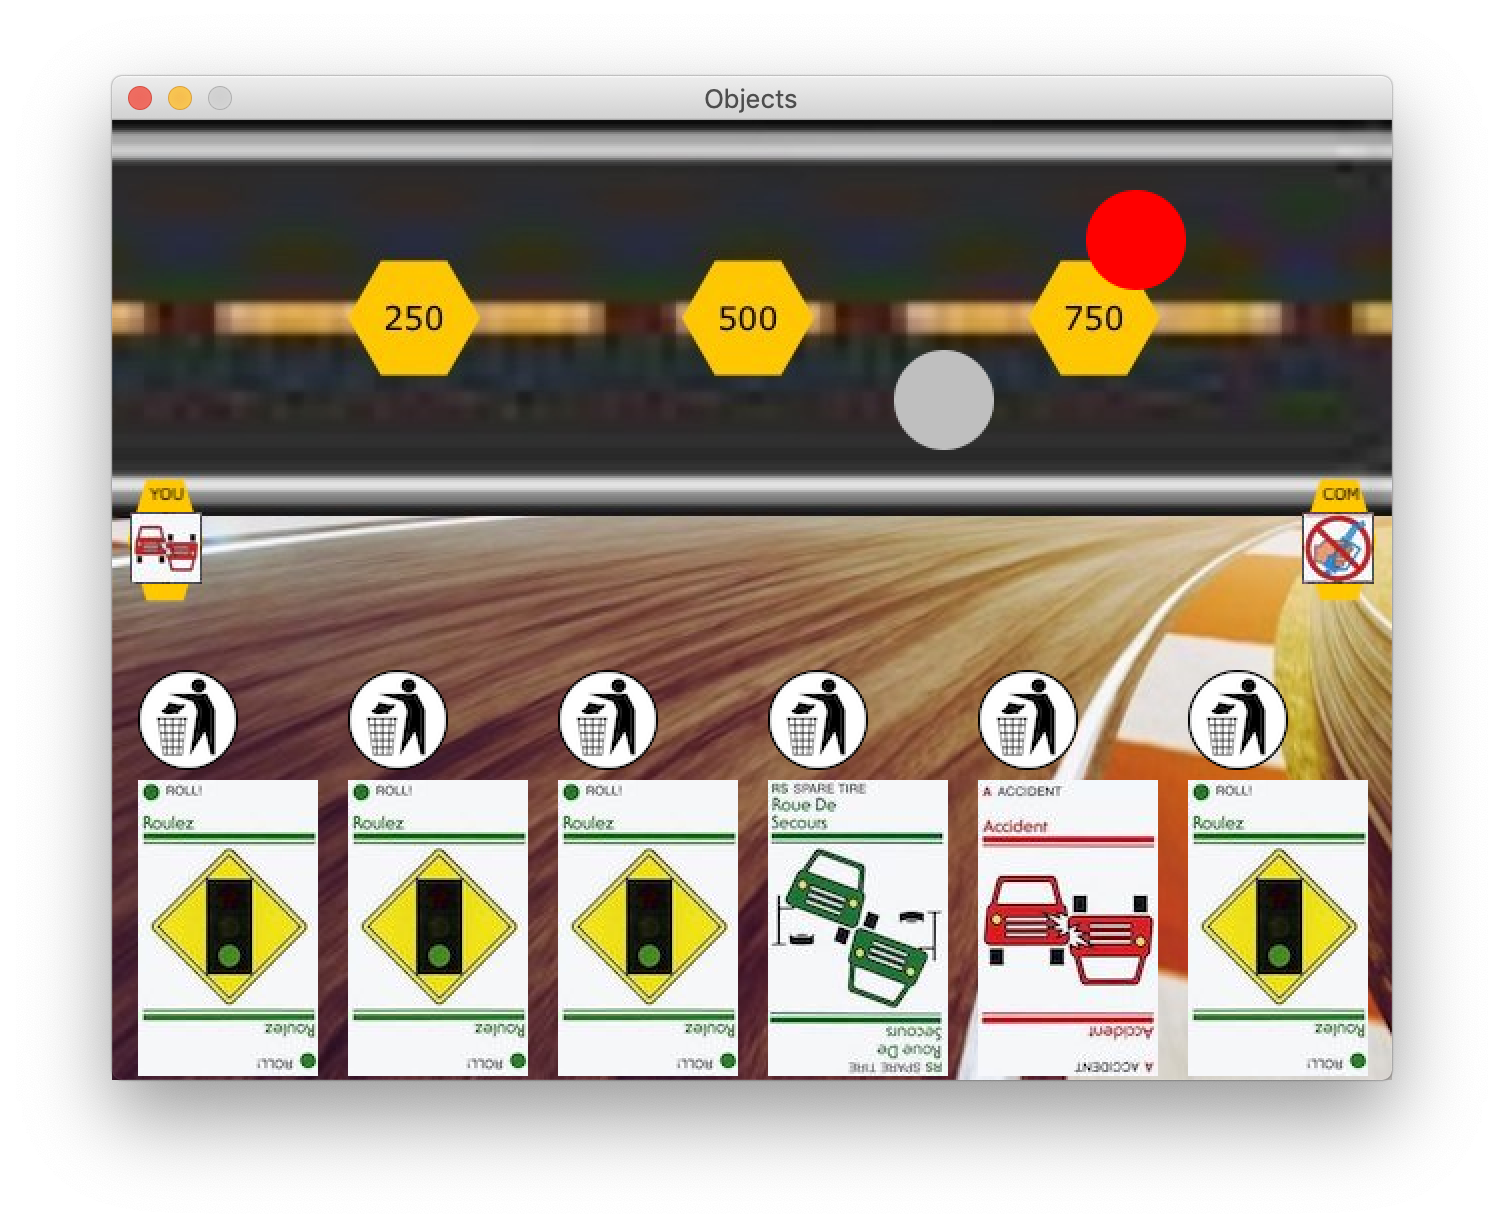 Objects
250
500
750
YOU
COM
ROLL!
Roulez
Roulez
ROLL!
ROLL!
Roulez
Roulez
ROLL!
ROLL!
Roulez
Roulez
ROLL!
RS SPARE TIRE
Roue De
Secours
Secours
Roue De
RS SPARE TIRE
A ACCIDENT
Accident
Accident
A ACCIDENT
ROLL!
Roulez
Roulez
ROLL!